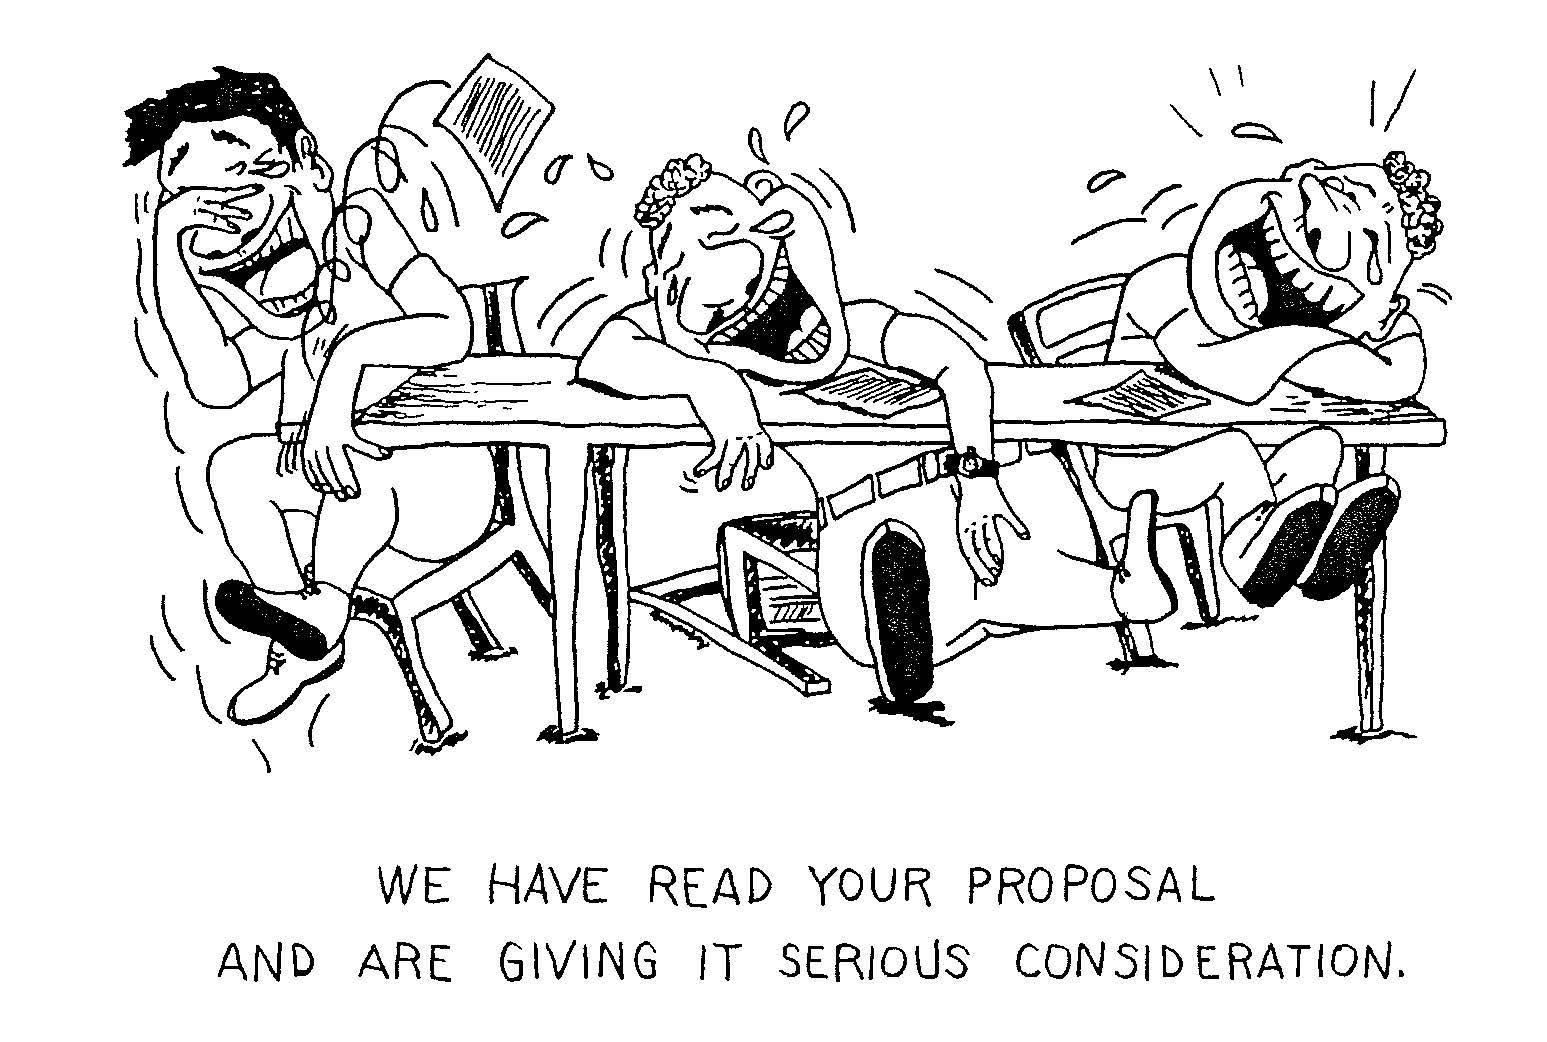 WE HAVE READ YOUR PROPOSAL
AND ARE GIVING IT SERIOUS CONSIDERATION.